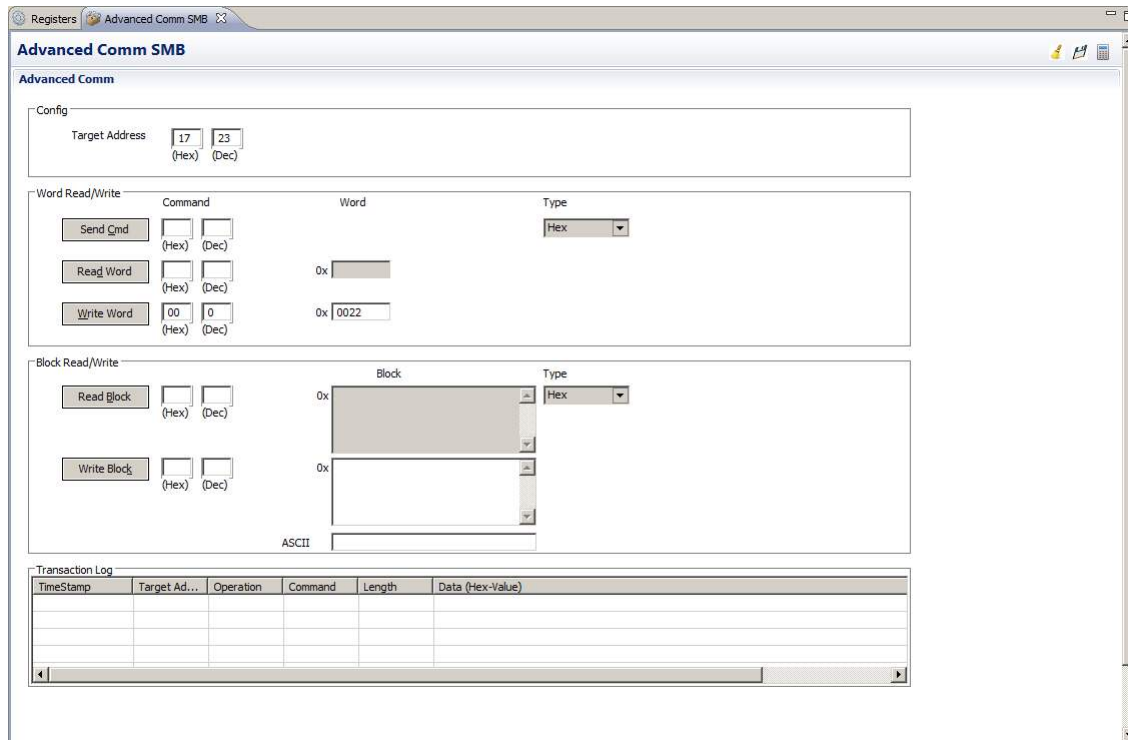 Registers Advanced Comm SMB
Advanced Comm SMB
Advanced Comm
Config
Target Address 17 23
(Hex) (Dec)
Word Read/Write
Command Word Type
Send Cmd Hex
(Hex) (Dec)
Read Word 0x
(Hex) (Dec)
Write Word 00 0 0x 0022
(Hex) (Dec)
Block Read/Write
Block Type
Read Block 0x Hex
(Hex) (Dec)
Write Block 0x
(Hex) (Dec)
ASCII
Transaction Log
TimeStamp Target Ad... Operation Command Length Data (Hex-Value)